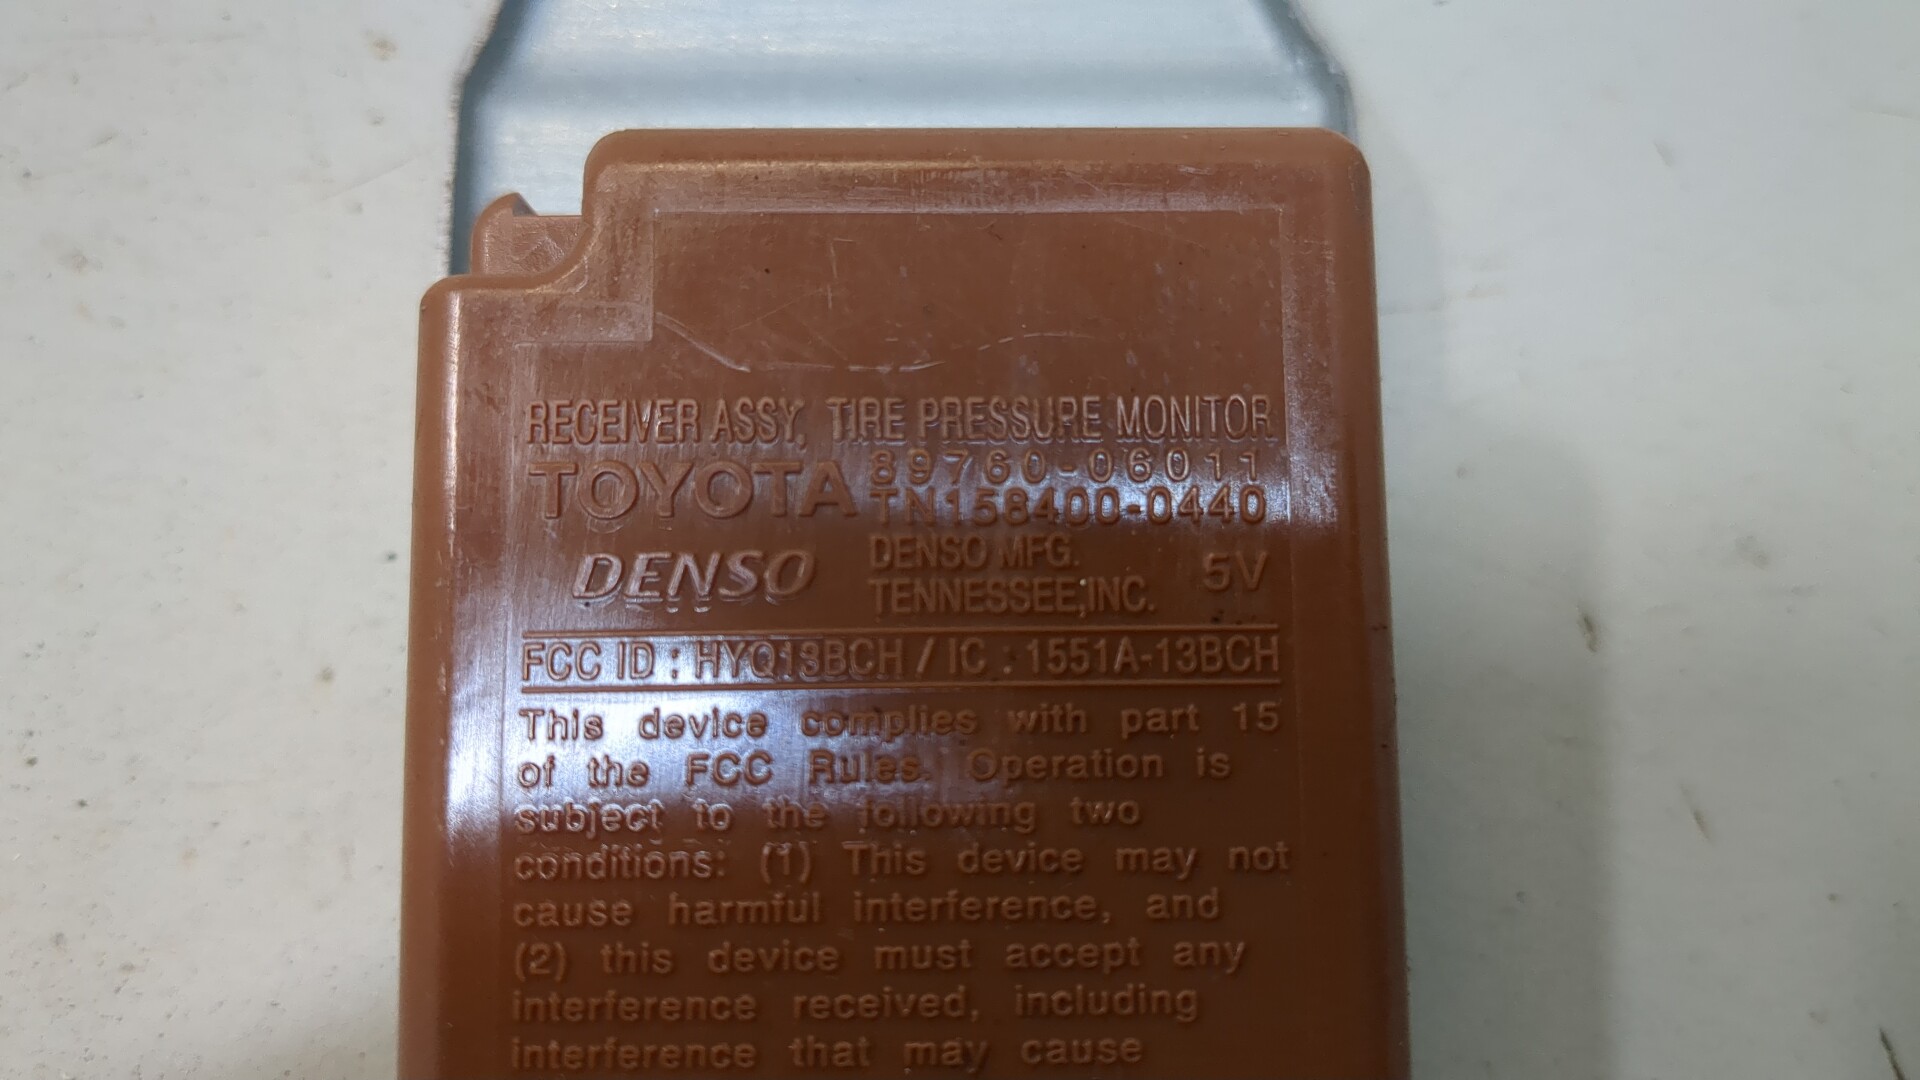 RECEIVER ASSY, TIRE PRESSURE MONITOR
TOYOTA 89760-06011
TN158400-0440
DENSO DENSO MFG. TENNESSEE,INC. 5V
FCC ID : HYQ13BCH / IC : 1551A-13BCH
This device complies with part 15
of the FCC Rules. Operation is
subject to the following two
conditions: (1) This device may not
cause harmful interference, and
(2) this device must accept any
interference received, including
interference that may cause